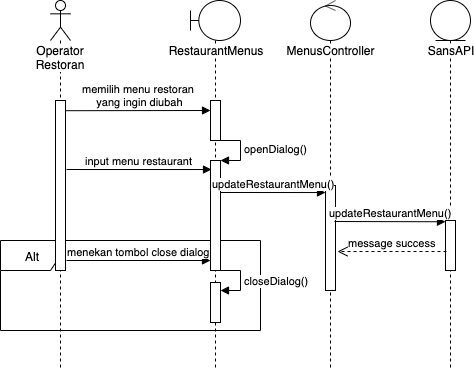 Operator
Restoran
RestaurantMenus
MenusController
SansAPI
memilih menu restoran
yang ingin diubah
openDialog()
input menu restaurant
updateRestaurantMenu()
updateRestaurantMenu()
message success
Alt
menekan tombol close dialog
closeDialog()